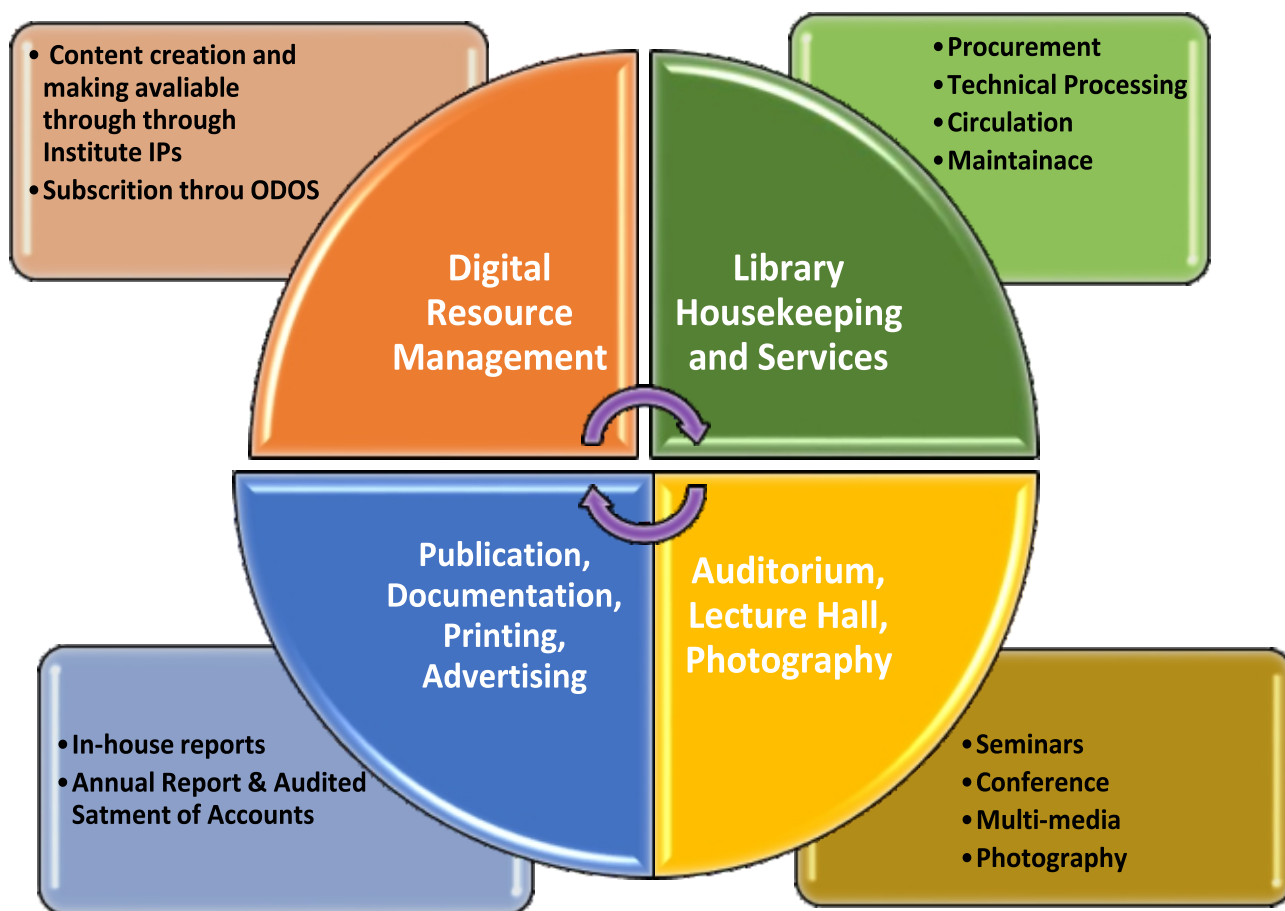 • Content creation and
making avaliable
through through
Institute IPs
• Subscrition throu ODOS
• Procurement
• Technical Processing
• Circulation
• Maintainace
Digital
Resource
Management
Library
Housekeeping
and Services
Publication,
Documentation,
Printing,
Advertising
Auditorium,
Lecture Hall,
Photography
• In-house reports
• Annual Report & Audited
Satment of Accounts
• Seminars
• Conference
• Multi-media
• Photography